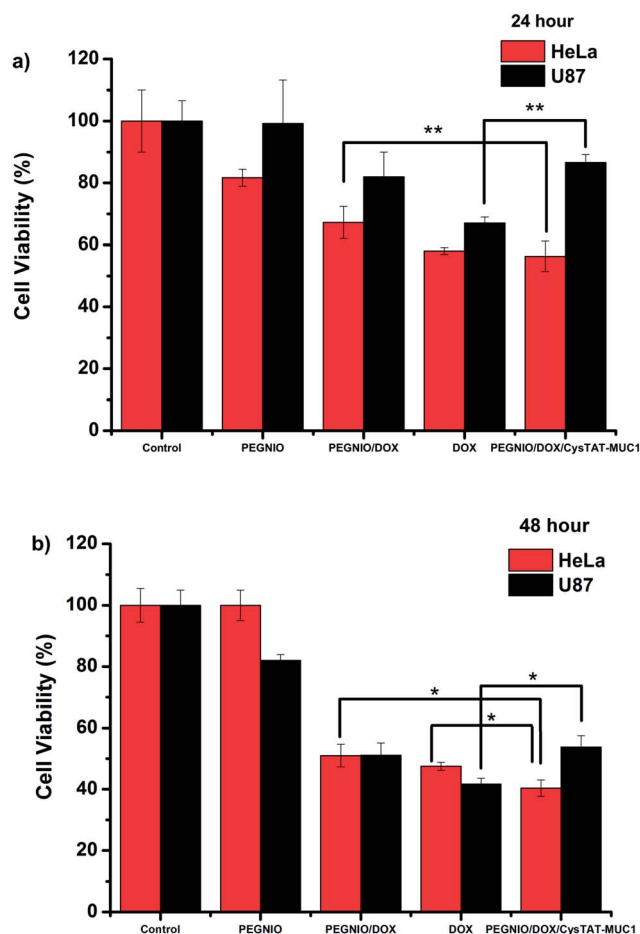 24 hour
a)
HeLa
U87
**
**
120
100
80
60
40
20
0
Cell Viability (%)
Control PEGNIO PEGNIO/DOX DOX PEGNIO/DOX/CysTAT-MUC1
48 hour
b)
HeLa
U87
*
*
*
120
100
80
60
40
20
0
Cell Viability (%)
Control PEGNIO PEGNIO/DOX DOX PEGNIO/DOX/CysTAT-MUC1